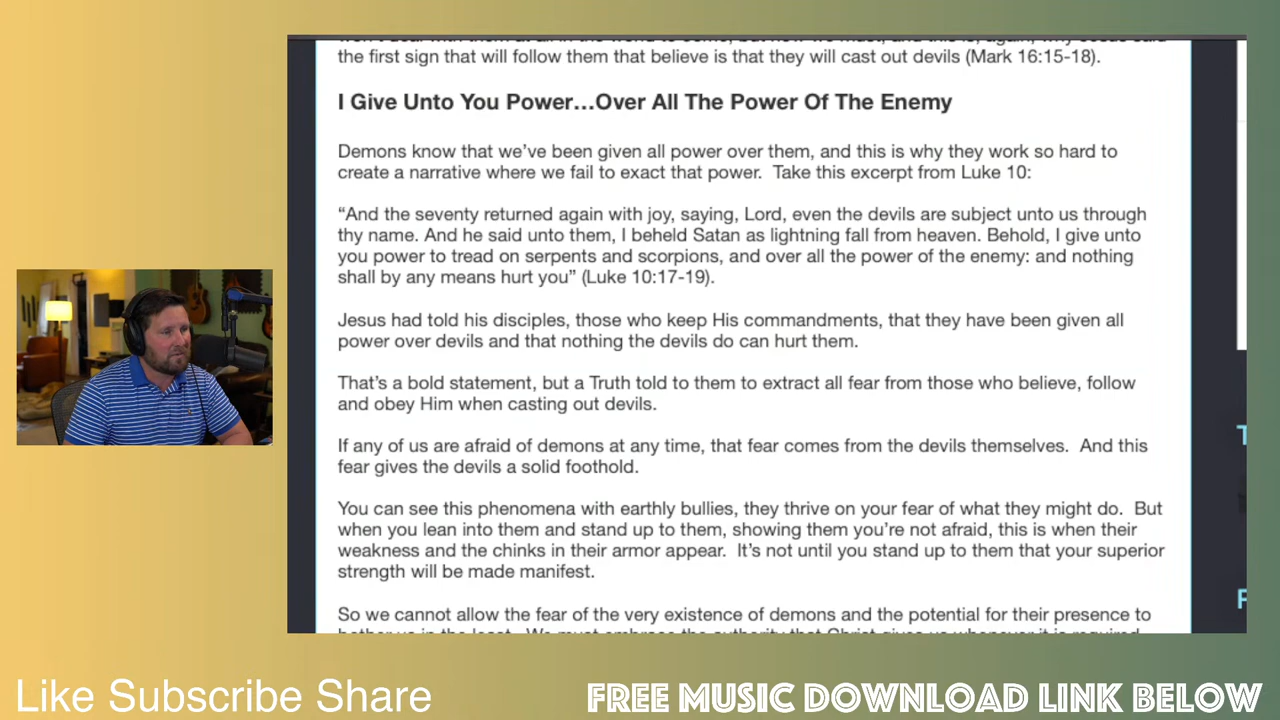 the first sign that will follow them that believe is that they will cast out devils (Mark 16:15-18).
I Give Unto You Power…Over All The Power Of The Enemy
Demons know that we’ve been given all power over them, and this is why they work so hard to
create a narrative where we fail to exact that power.  Take this excerpt from Luke 10:
“And the seventy returned again with joy, saying, Lord, even the devils are subject unto us through
thy name. And he said unto them, I beheld Satan as lightning fall from heaven. Behold, I give unto
you power to tread on serpents and scorpions, and over all the power of the enemy: and nothing
shall by any means hurt you” (Luke 10:17-19).
Jesus had told his disciples, those who keep His commandments, that they have been given all
power over devils and that nothing the devils do can hurt them.
That’s a bold statement, but a Truth told to them to extract all fear from those who believe, follow
and obey Him when casting out devils.
If any of us are afraid of demons at any time, that fear comes from the devils themselves.  And this
fear gives the devils a solid foothold.
You can see this phenomena with earthly bullies, they thrive on your fear of what they might do.  But
when you lean into them and stand up to them, showing them you’re not afraid, this is when their
weakness and the chinks in their armor appear.  It’s not until you stand up to them that your superior
strength will be made manifest.
So we cannot allow the fear of the very existence of demons and the potential for their presence to
Like Subscribe Share
FREE MUSIC DOWNLOAD LINK BELOW